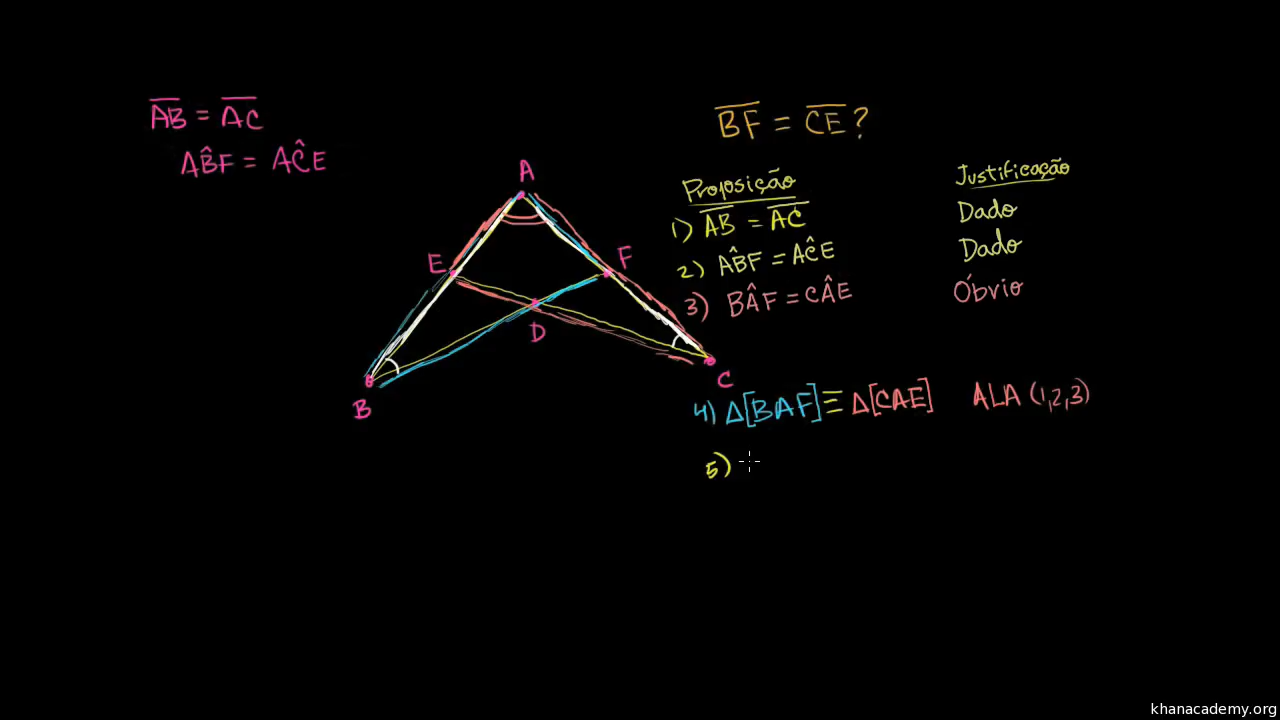 AB = AC
AB̂F = AĈE
BF = CE?
Proposição Justificação
1) AB = AC Dado
2) AB̂F = AĈE Dado
3) BÂF = CÂE Óbvio
4) Δ[BAF] ≡ Δ[CAE] ALA (1,2,3)
5)
A
E
F
D
B
C
khanacademy.org